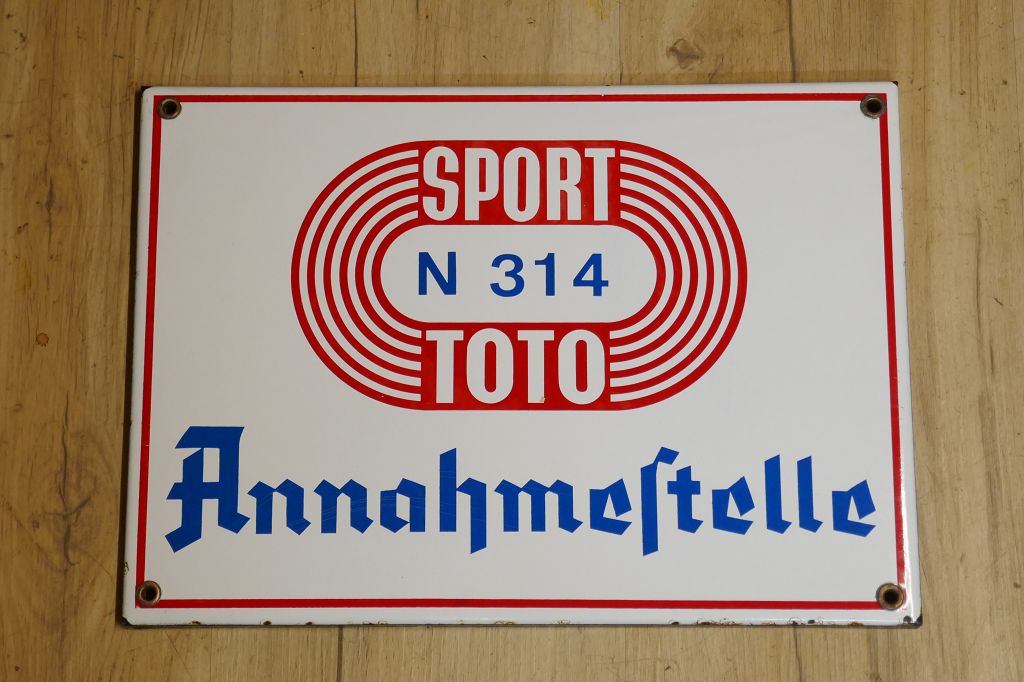 SPORT
N 314
TOTO
Annahmeſtelle